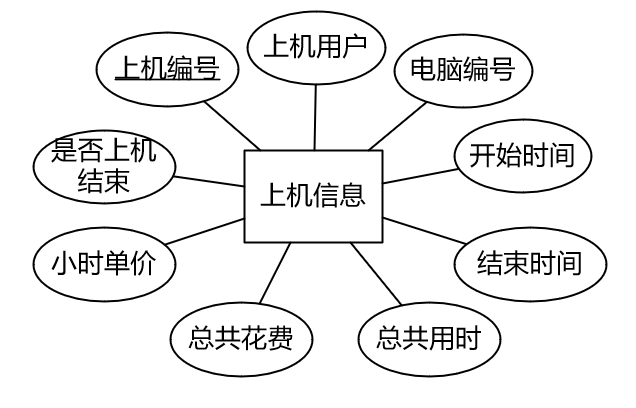 上机用户
上机编号
电脑编号
是否上机
结束
开始时间
上机信息
小时单价
结束时间
总共花费
总共用时